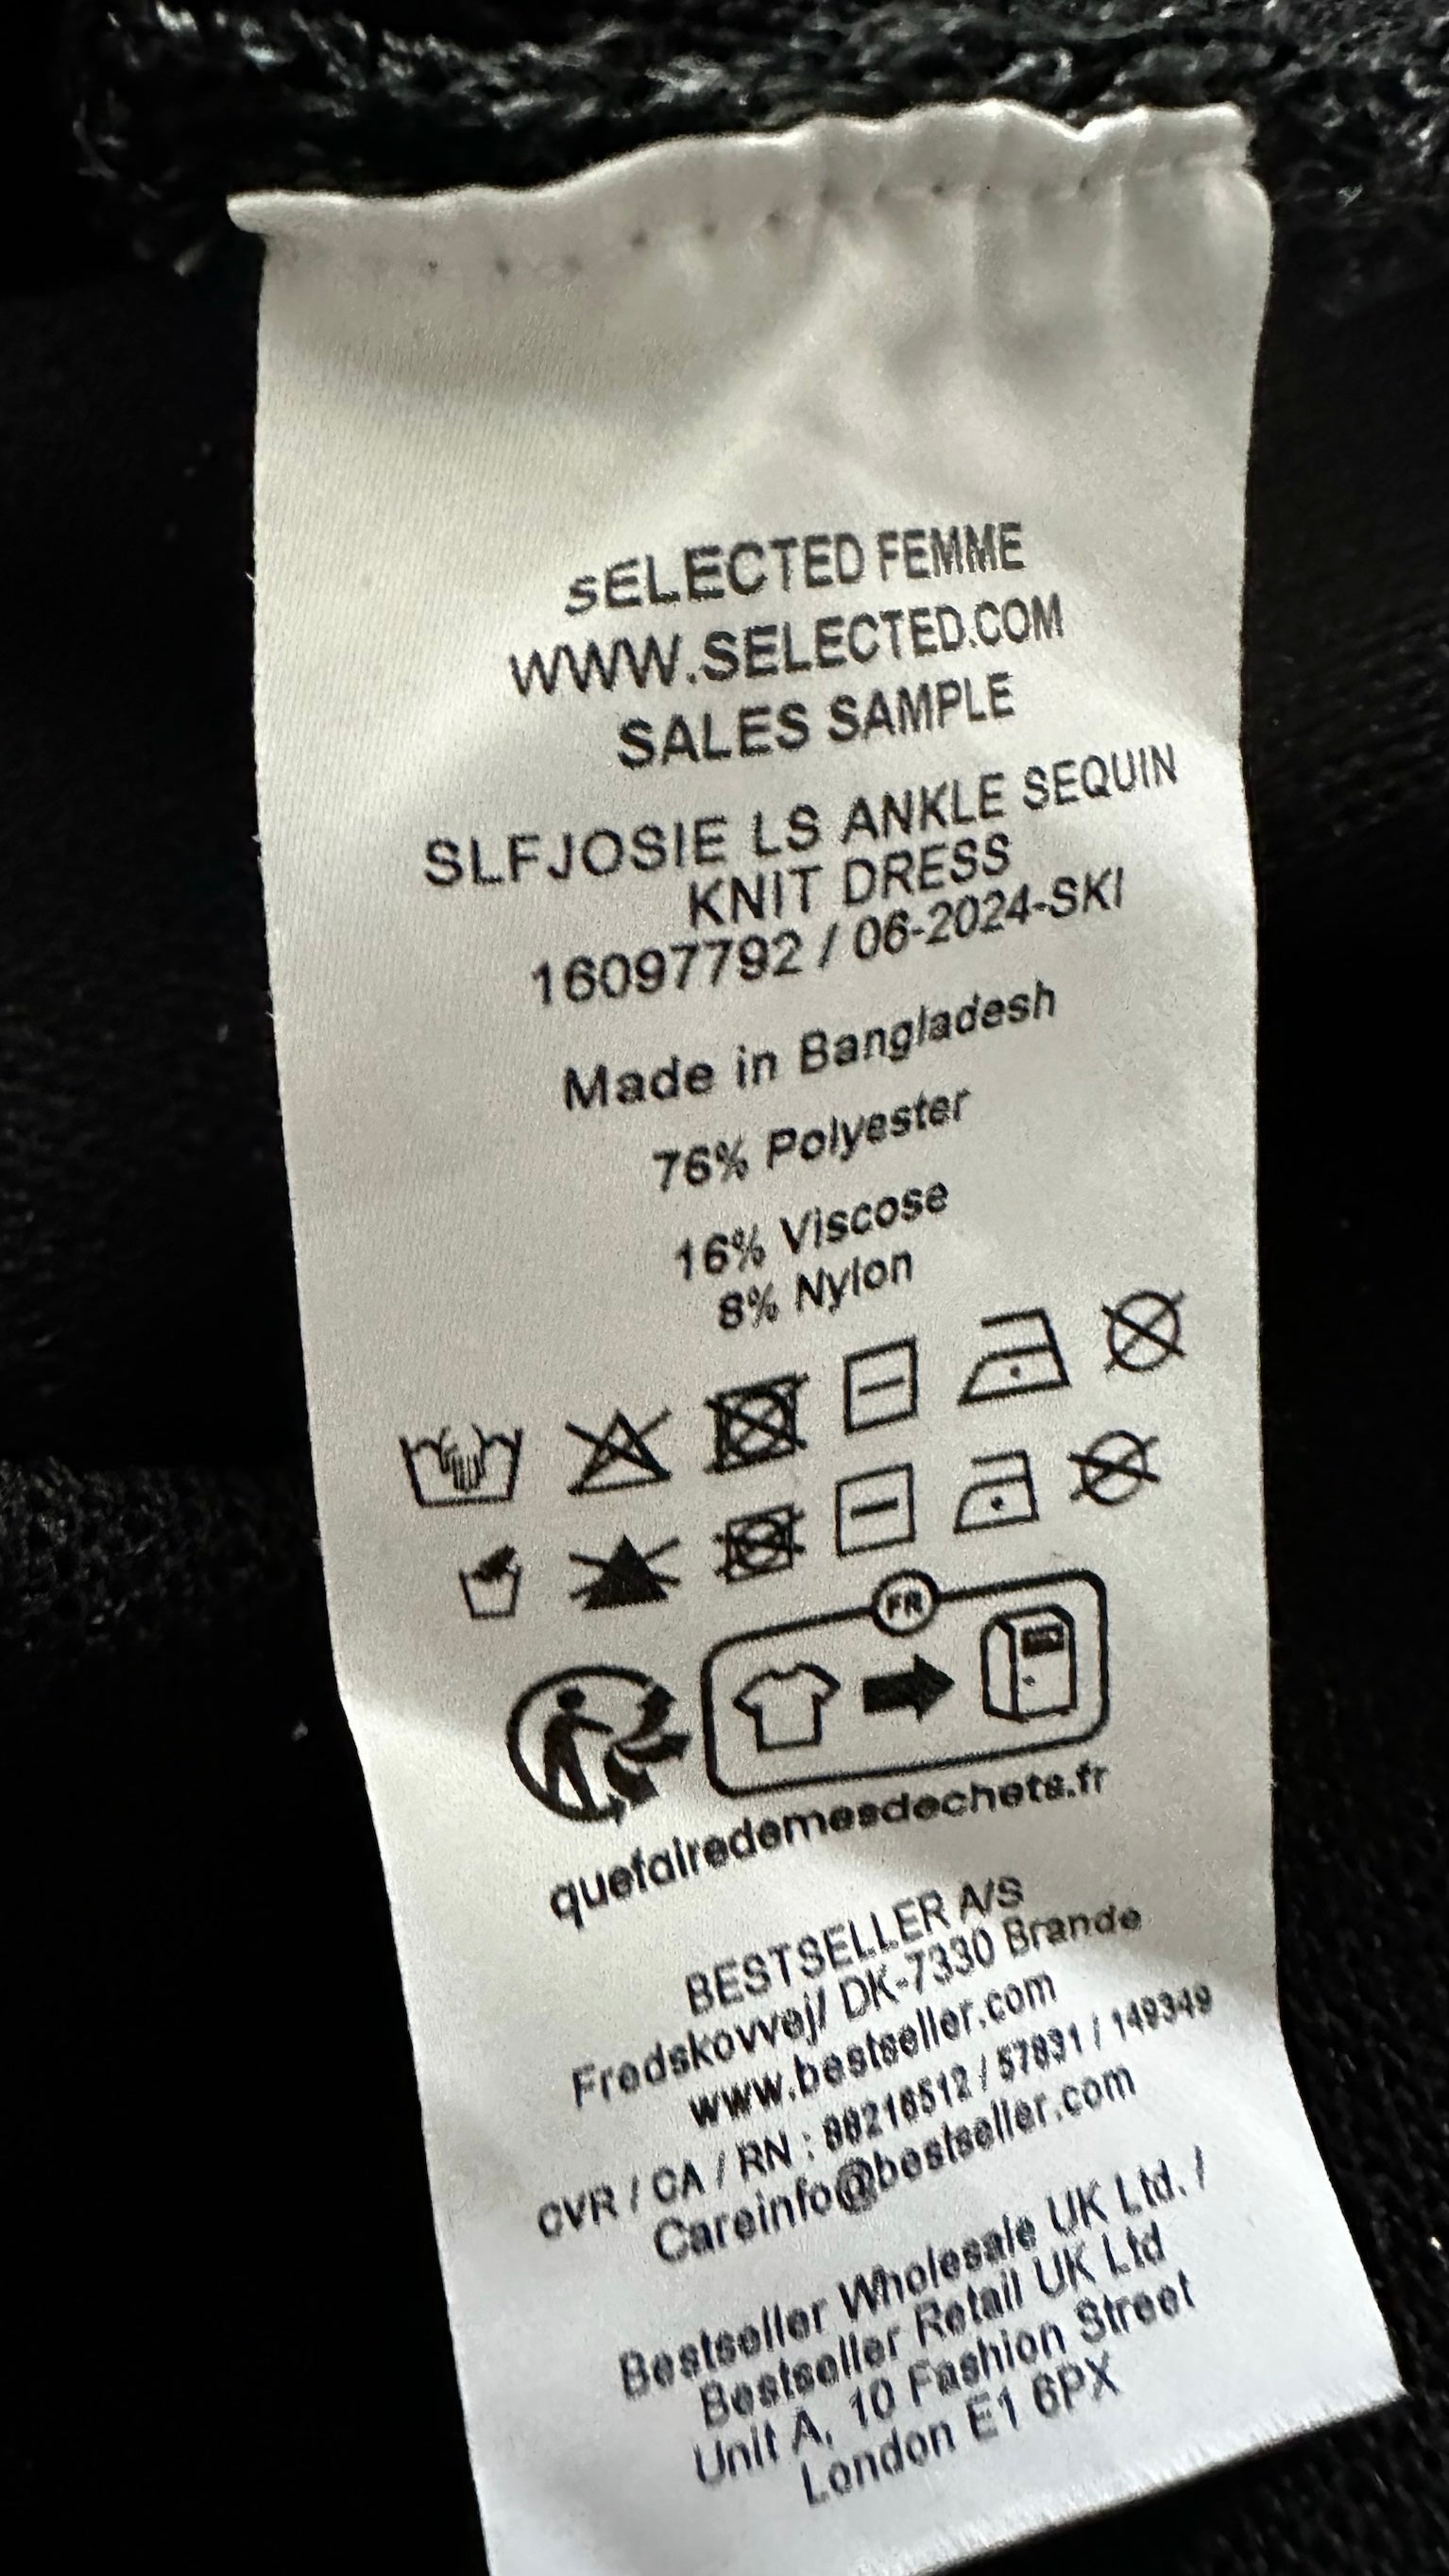 sELECTED FEMME
WWW.SELECTED.COM
SALES SAMPLE
SLFJOSIE LS ANKLE SEQUIN
KNIT DRESS
16097792 / 06-2024-SKI
Made in Bangladesh
76% Polyester
16% Viscose
8% Nylon
FR
quefairedemesdechets.fr
BESTSELLER A/S
Fredskovvej/ DK-7330 Brande
www.bestseller.com
CVR / CA / RN : 88216512 / 57831 / 149349
Careinfo@bestseller.com
Bestseller Wholesale UK Ltd. /
Bestseller Retail UK Ltd
Unit A, 10 Fashion Street
London E1 6PX